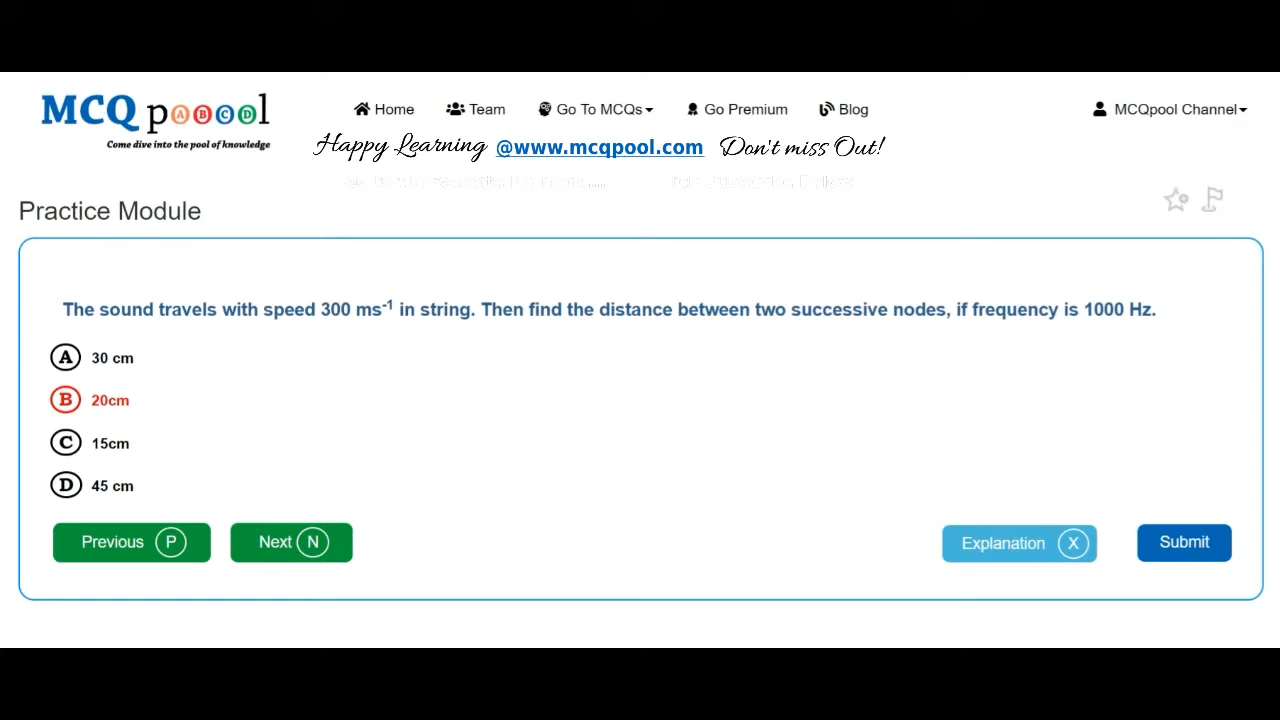 MCQ pooool
Come dive into the pool of knowledge
Home Team Go To MCQs Go Premium Blog MCQpool Channel
Happy Learning @www.mcqpool.com Don't miss Out!
Practice Module
The sound travels with speed 300 ms⁻¹ in string. Then find the distance between two successive nodes, if frequency is 1000 Hz.
A 30 cm
B 20cm
C 15cm
D 45 cm
Previous P Next N Explanation X Submit